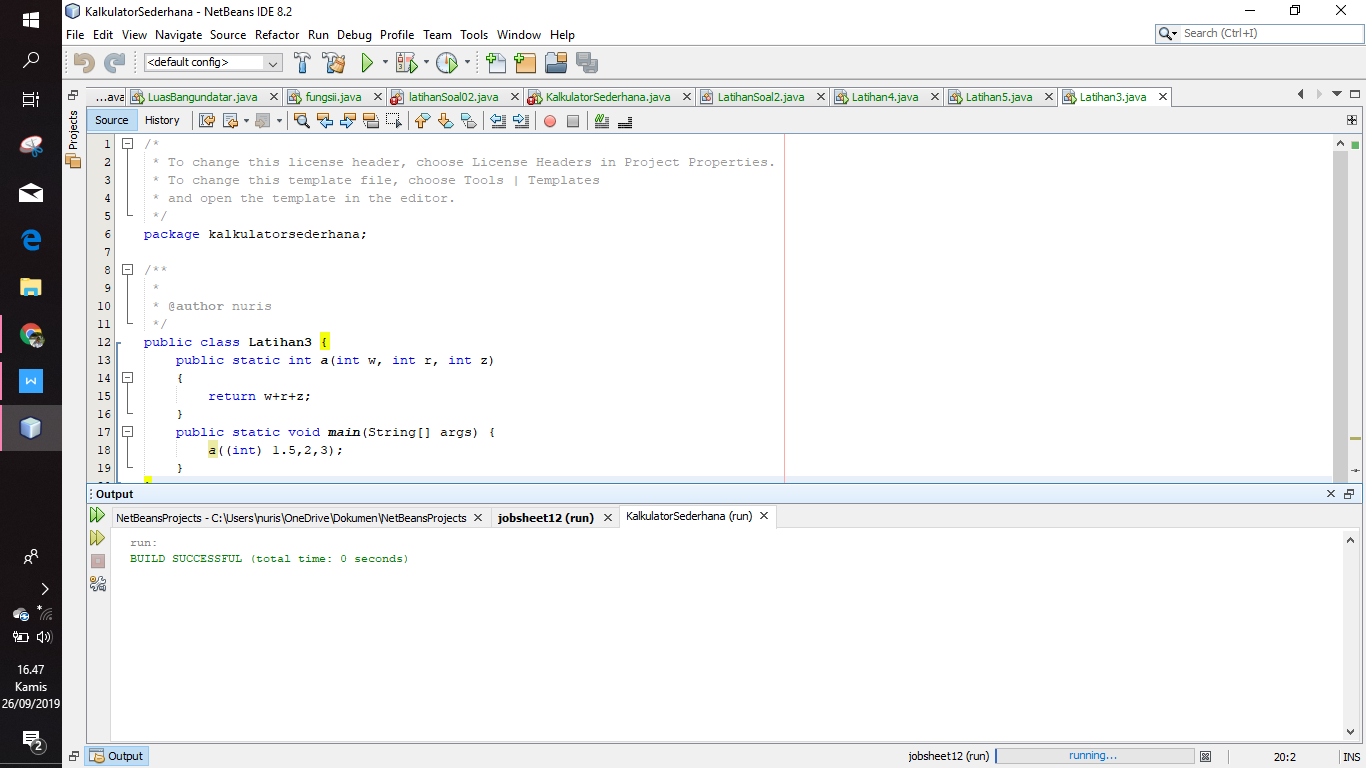 KalkulatorSederhana - NetBeans IDE 8.2
File Edit View Navigate Source Refactor Run Debug Profile Team Tools Window Help
Search (Ctrl+I)
<default config>
...ava LuasBangundatar.java fungsii.java latihanSoal02.java KalkulatorSederhana.java LatihanSoal2.java Latihan4.java Latihan5.java Latihan3.java
Projects
Source History
1 /*
2 * To change this license header, choose License Headers in Project Properties.
3 * To change this template file, choose Tools | Templates
4 * and open the template in the editor.
5 */
6 package kalkulatorsederhana;
7
8 /**
9 *
10 * @author nuris
11 */
12 public class Latihan3 {
13 public static int a(int w, int r, int z)
14 {
15 return w+r+z;
16 }
17 public static void main(String[] args) {
18 a((int) 1.5,2,3);
19 }
Output
NetBeansProjects - C:\Users\nuris\OneDrive\Dokumen\NetBeansProjects jobsheet12 (run) KalkulatorSederhana (run)
run:
BUILD SUCCESSFUL (total time: 0 seconds)
16.47
Kamis
26/09/2019
2
Output jobsheet12 (run) running... 20:2 INS